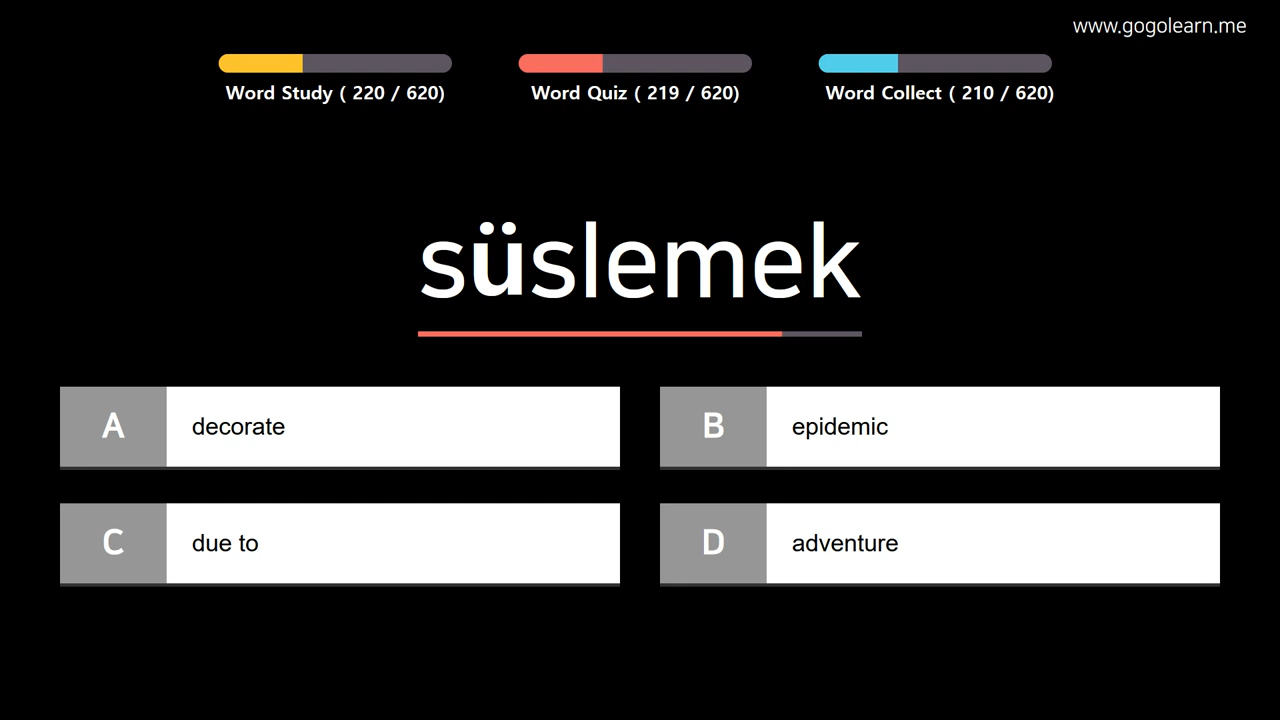 www.gogolearn.me
Word Study ( 220 / 620)
Word Quiz ( 219 / 620)
Word Collect ( 210 / 620)
süslemek
A decorate
B epidemic
C due to
D adventure